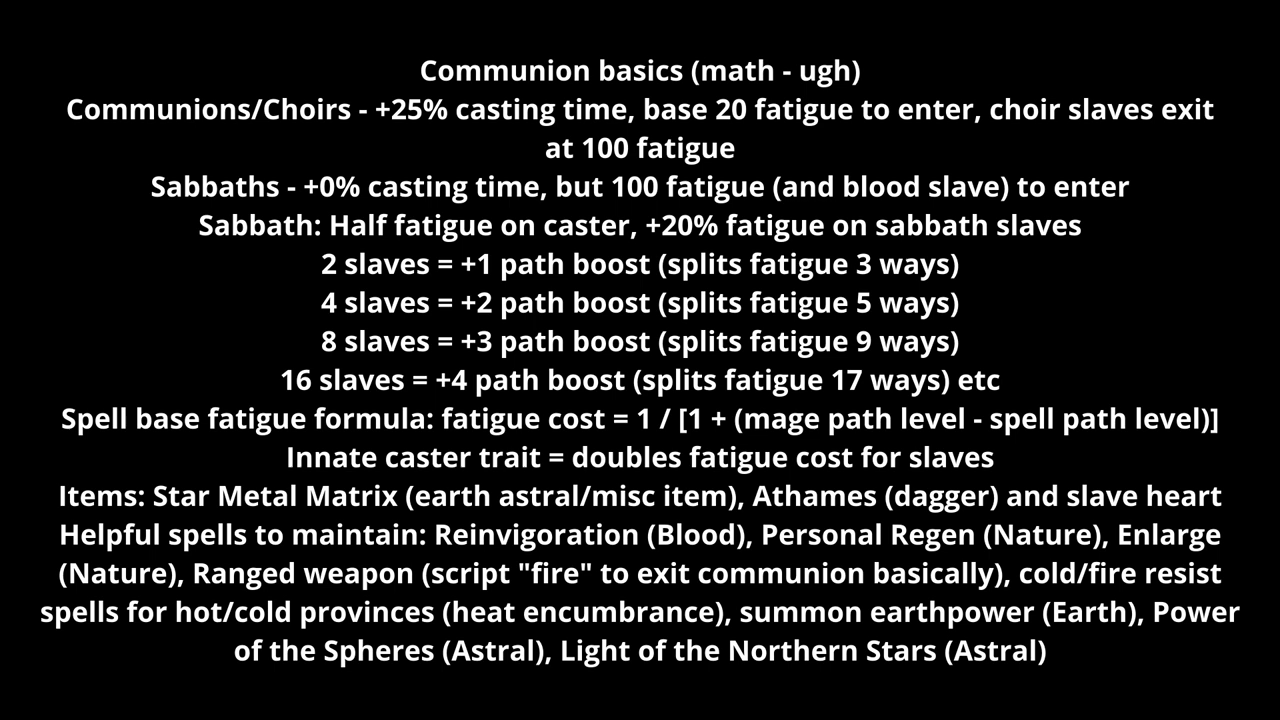 Communion basics (math - ugh)
Communions/Choirs - +25% casting time, base 20 fatigue to enter, choir slaves exit
at 100 fatigue
Sabbaths - +0% casting time, but 100 fatigue (and blood slave) to enter
Sabbath: Half fatigue on caster, +20% fatigue on sabbath slaves
2 slaves = +1 path boost (splits fatigue 3 ways)
4 slaves = +2 path boost (splits fatigue 5 ways)
8 slaves = +3 path boost (splits fatigue 9 ways)
16 slaves = +4 path boost (splits fatigue 17 ways) etc
Spell base fatigue formula: fatigue cost = 1 / [1 + (mage path level - spell path level)]
Innate caster trait = doubles fatigue cost for slaves
Items: Star Metal Matrix (earth astral/misc item), Athames (dagger) and slave heart
Helpful spells to maintain: Reinvigoration (Blood), Personal Regen (Nature), Enlarge
(Nature), Ranged weapon (script "fire" to exit communion basically), cold/fire resist
spells for hot/cold provinces (heat encumbrance), summon earthpower (Earth), Power
of the Spheres (Astral), Light of the Northern Stars (Astral)